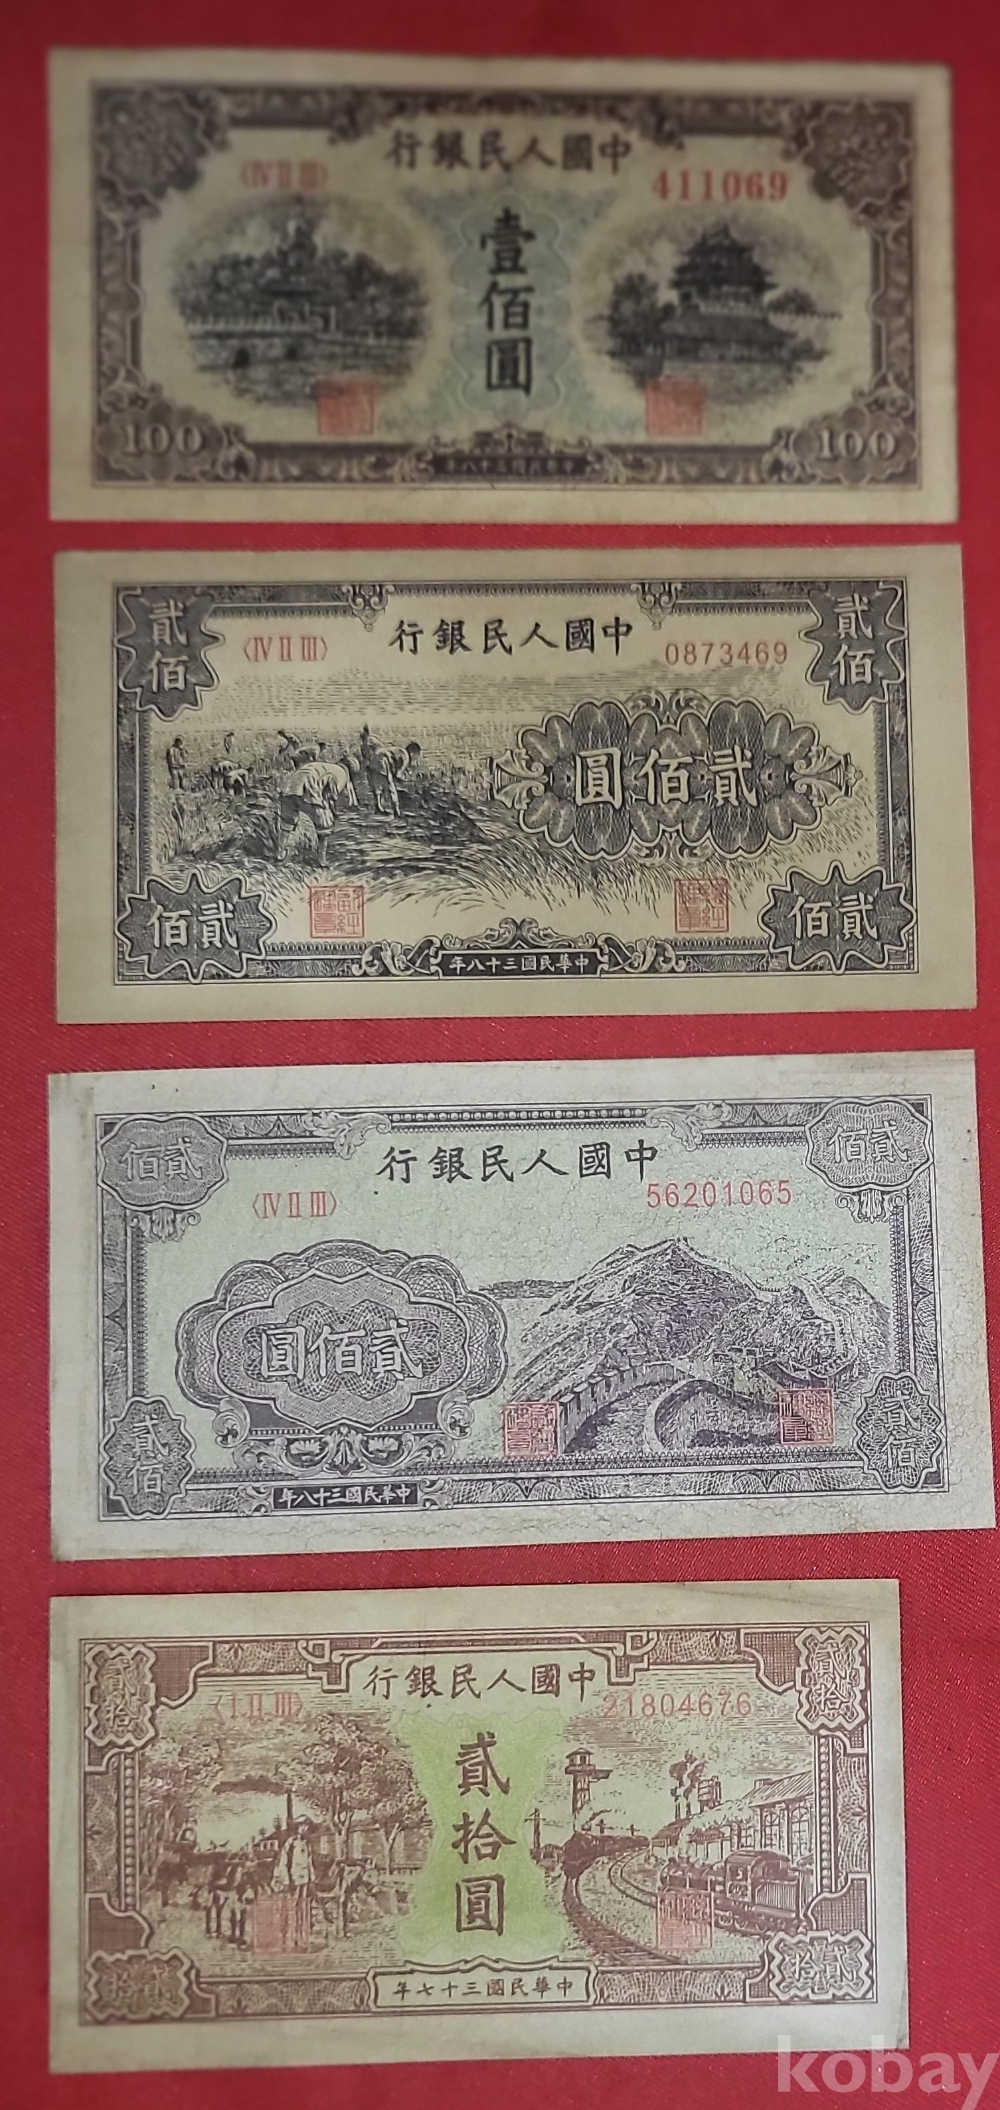 行銀民人國中
〈IV II III〉
411069
壹佰圓
100
100
年八十三國民華中
貳佰
貳佰
行銀民人國中
〈IV II III〉
0873469
圓佰貳
佰貳
佰貳
年八十三國民華中
佰貳
佰貳
行銀民人國中
〈IV II III〉
56201065
圓佰貳
貳佰
貳佰
年八十三國民華中
貳拾
貳拾
行銀民人國中
〈I II III〉
21804676
貳拾圓
拾貳
拾貳
年七十三國民華中
kobay